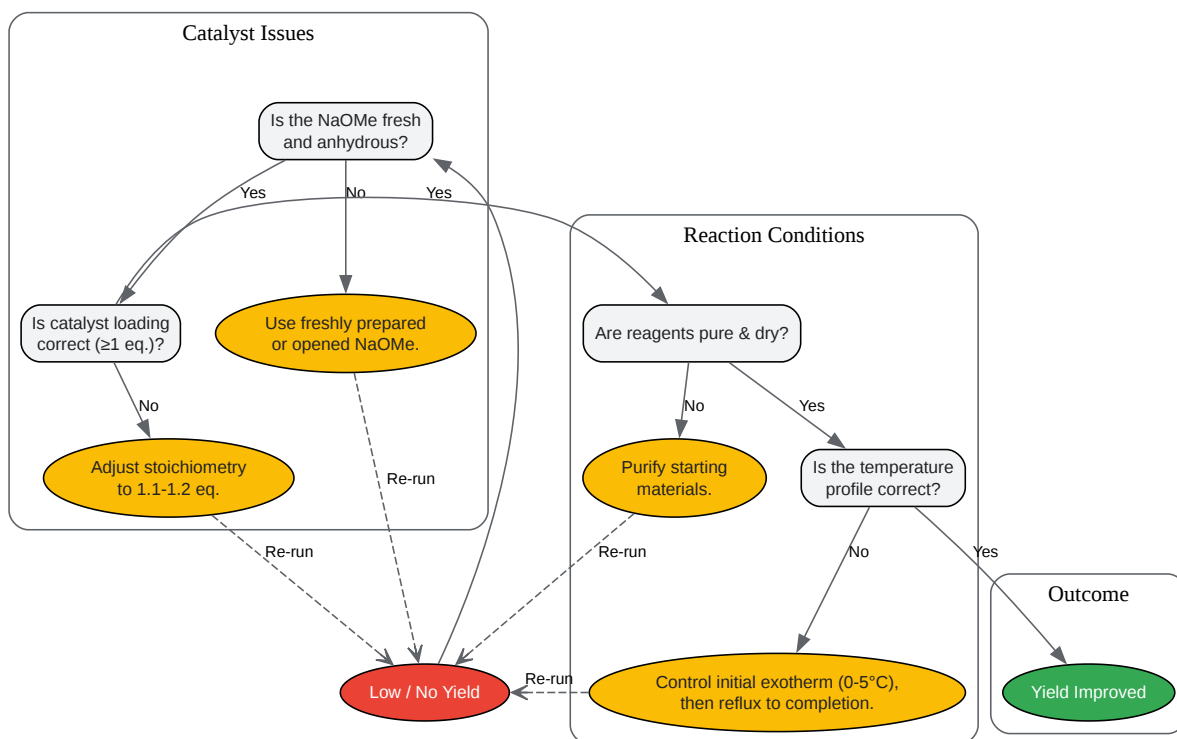 Catalyst Issues
Is the NaOMe fresh
and anhydrous?
Yes
No
Yes
Reaction Conditions
Is catalyst loading
correct (≥1 eq.)?
Use freshly prepared
or opened NaOMe.
Are reagents pure & dry?
No
No
Yes
Adjust stoichiometry
to 1.1-1.2 eq.
Re-run
Purify starting
materials.
Is the temperature
profile correct?
Re-run
Re-run
No
Yes
Outcome
Low / No Yield
Re-run
Control initial exotherm (0-5°C),
then reflux to completion.
Yield Improved